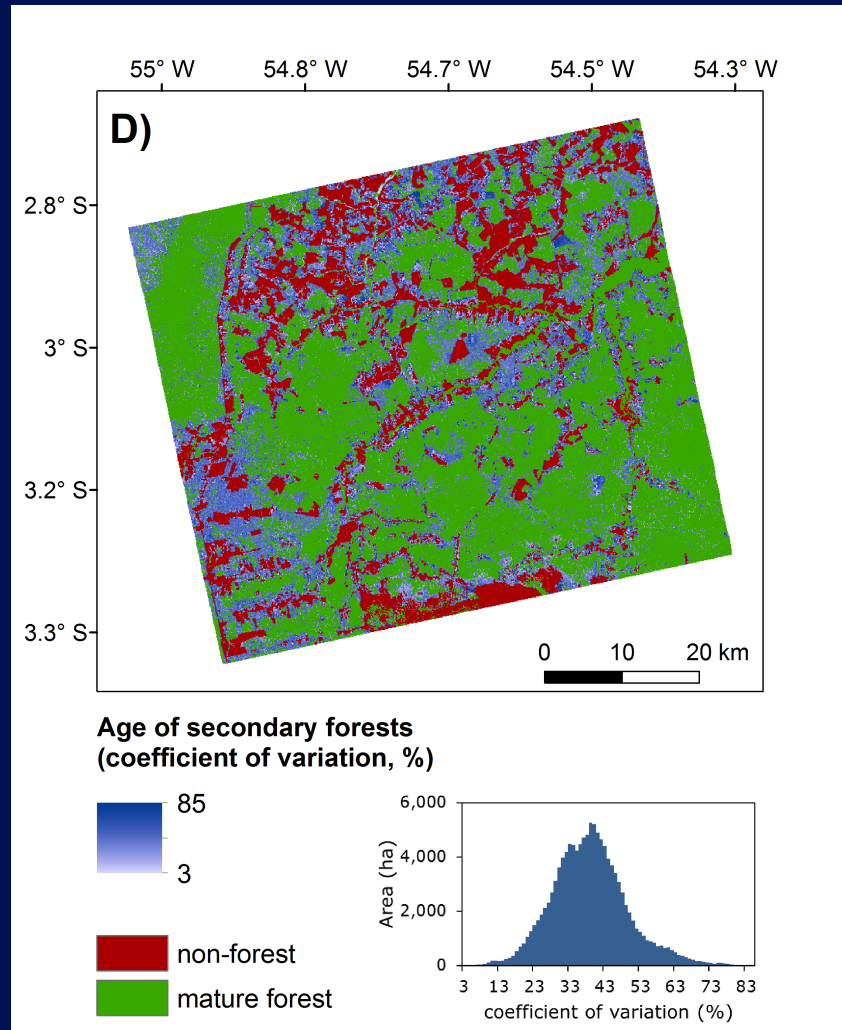 55° W 54.8° W 54.7° W 54.5° W 54.3° W
D)
2.8° S
3° S
3.2° S
3.3° S
0 10 20 km
Age of secondary forests
(coefficient of variation, %)
85
3
non-forest
mature forest
6,000
4,000
2,000
0
Area (ha)
3 13 23 33 43 53 63 73 83
coefficient of variation (%)